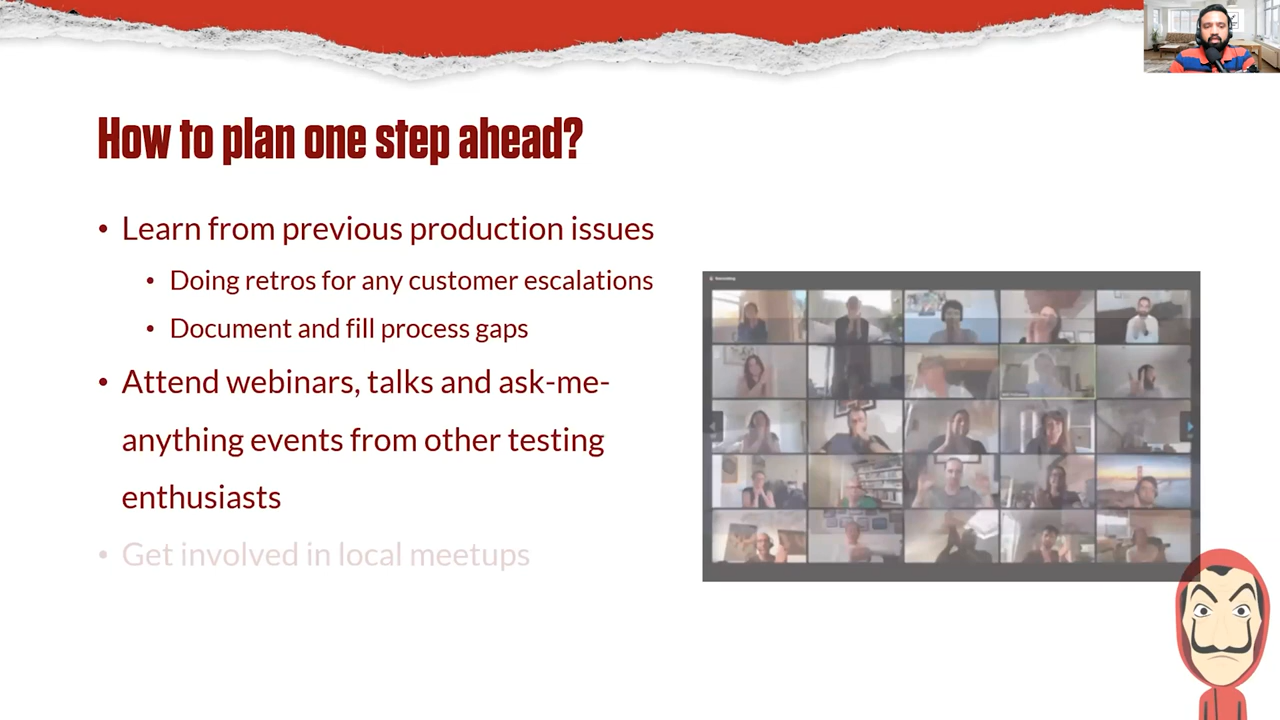 How to plan one step ahead?
• Learn from previous production issues
• Doing retros for any customer escalations
• Document and fill process gaps
• Attend webinars, talks and ask-me-
anything events from other testing
enthusiasts
• Get involved in local meetups